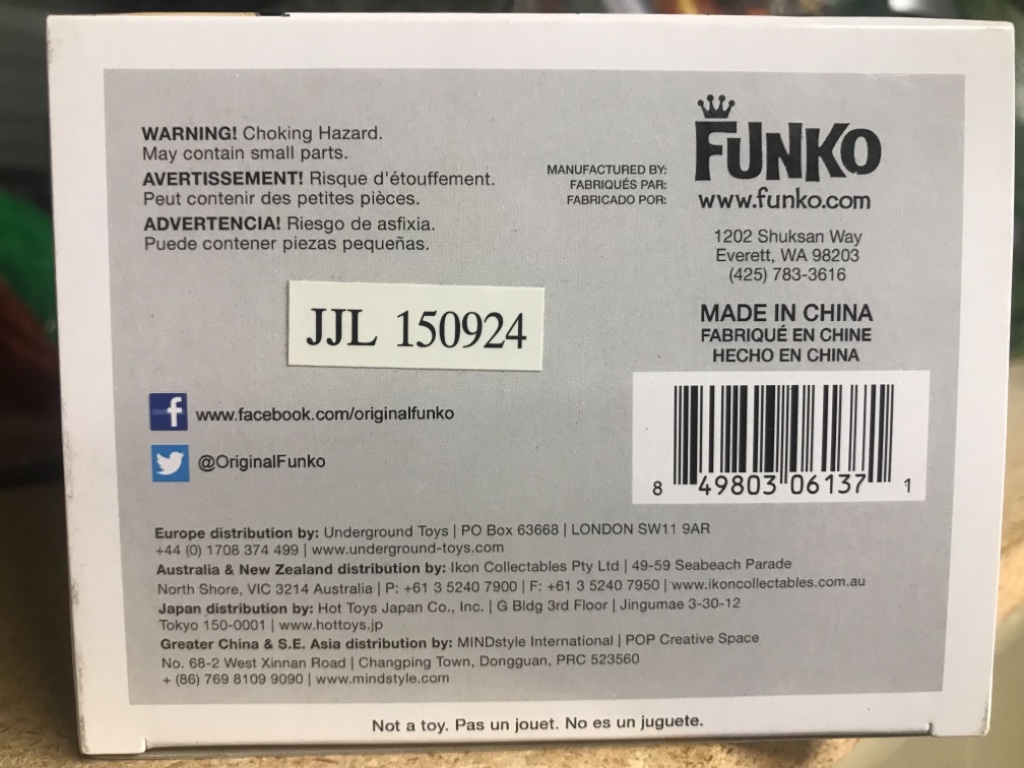 WARNING! Choking Hazard.
May contain small parts.
AVERTISSEMENT! Risque d'étouffement.
Peut contenir des petites pièces.
ADVERTENCIA! Riesgo de asfixia.
Puede contener piezas pequeñas.
MANUFACTURED BY:
FABRIQUÉS PAR:
FABRICADO POR:
FUNKO
www.funko.com
1202 Shuksan Way
Everett, WA 98203
(425) 783-3616
MADE IN CHINA
FABRIQUÉ EN CHINE
HECHO EN CHINA
JJL 150924
f www.facebook.com/originalfunko
@OriginalFunko
8 49803 06137 1
Europe distribution by: Underground Toys | PO Box 63668 | LONDON SW11 9AR
+44 (0) 1708 374 499 | www.underground-toys.com
Australia & New Zealand distribution by: Ikon Collectables Pty Ltd | 49-59 Seabeach Parade
North Shore, VIC 3214 Australia | P: +61 3 5240 7900 | F: +61 3 5240 7950 | www.ikoncollectables.com.au
Japan distribution by: Hot Toys Japan Co., Inc. | G Bldg 3rd Floor | Jingumae 3-30-12
Tokyo 150-0001 | www.hottoys.jp
Greater China & S.E. Asia distribution by: MINDstyle International | POP Creative Space
No. 68-2 West Xinnan Road | Changping Town, Dongguan, PRC 523560
+ (86) 769 8109 9090 | www.mindstyle.com
Not a toy. Pas un jouet. No es un juguete.